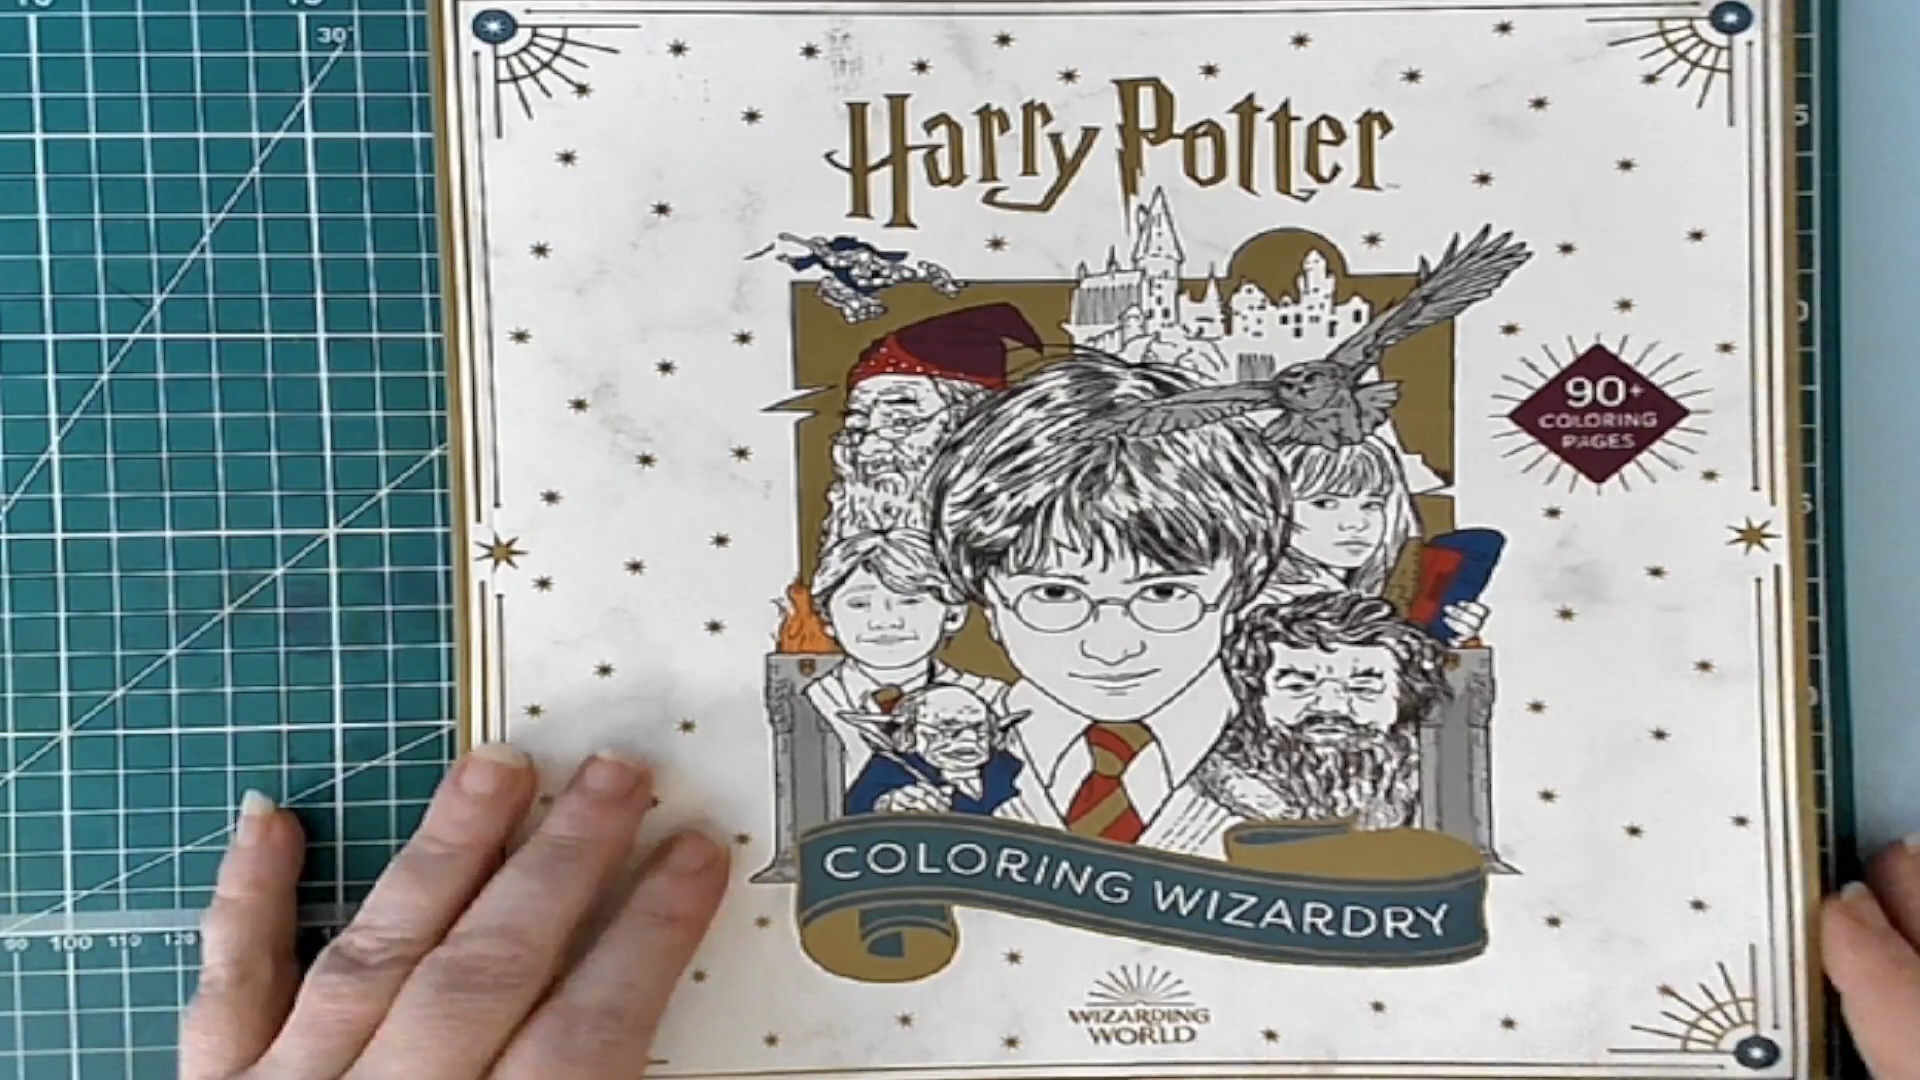 30°
Harry Potter
90+
COLORING
PAGES
COLORING WIZARDRY
WIZARDING
WORLD
90 100 110 120